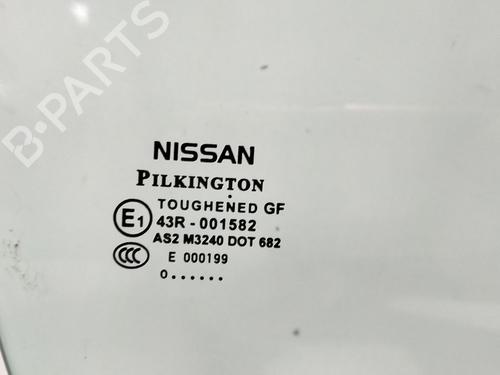 B-PARTS
NISSAN
PILKINGTON
TOUGHENED GF
E1 43R - 001582
AS2 M3240 DOT 682
CCC E 000199
0......